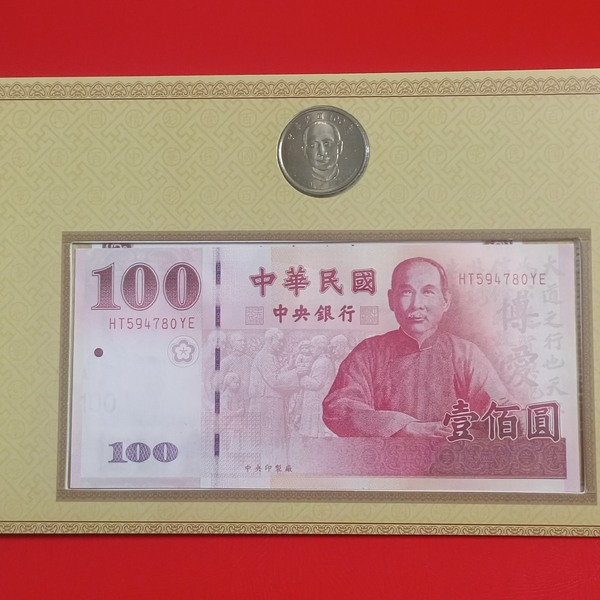 100
中華民國
HT594780YE
HT594780YE
中央銀行
博愛
大道之行也天
100
壹佰圓
中央印製廠